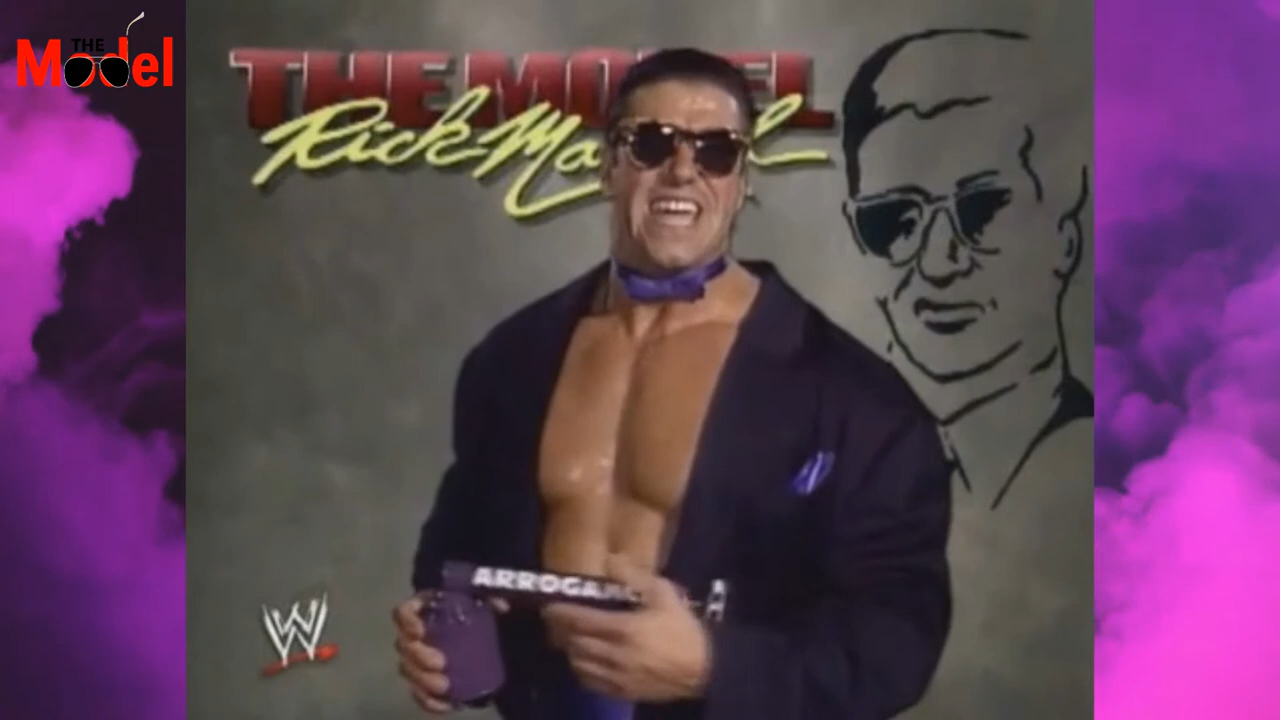 THE
Model
THE MODEL
Rick Martel
ARROGANCE
W